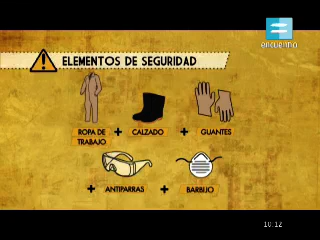 encuentro
ELEMENTOS DE SEGURIDAD
ROPA DE TRABAJO + CALZADO + GUANTES
+ ANTIPARRAS + BARBIJO
10:12